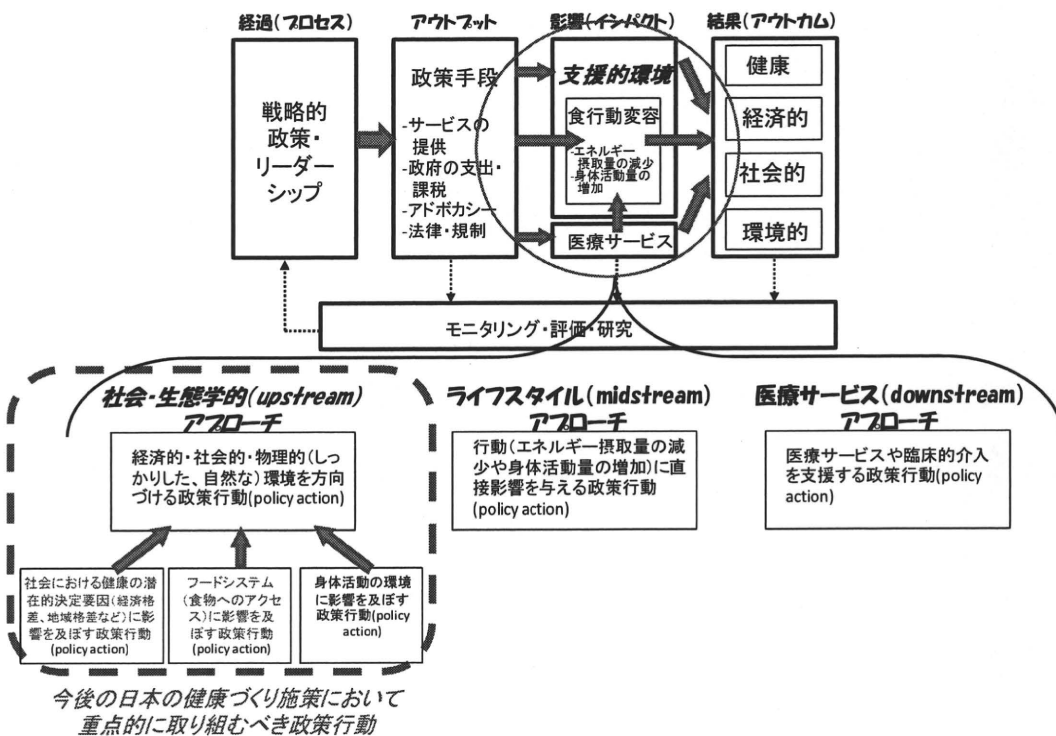 経過(プロセス)
アウトプット
影響(インパクト)
結果(アウトカム)
戦略的
政策・
リーダー
シップ
政策手段
-サービスの
提供
-政府の支出・
課税
-アドボカシー
-法律・規制
支援的環境
食行動変容
-エネルギー
摂取量の減少
-身体活動量の
増加
医療サービス
健康
経済的
社会的
環境的
モニタリング・評価・研究
社会・生態学的(upstream)
アプローチ
経済的・社会的・物理的(しっ
かりした、自然な)環境を方向
づける政策行動(policy action)
社会における健康の潜
在的決定要因(経済格
差、地域格差など)に影
響を及ぼす政策行動
(policy action)
フードシステム
(食物へのアクセ
ス)に影響を及
ぼす政策行動
(policy action)
身体活動の環境
に影響を及ぼす
政策行動(policy
action)
今後の日本の健康づくり施策において
重点的に取り組むべき政策行動
ライフスタイル(midstream)
アプローチ
行動(エネルギー摂取量の減
少や身体活動量の増加)に直
接影響を与える政策行動
(policy action)
医療サービス(downstream)
アプローチ
医療サービスや臨床的介入
を支援する政策行動(policy
action)